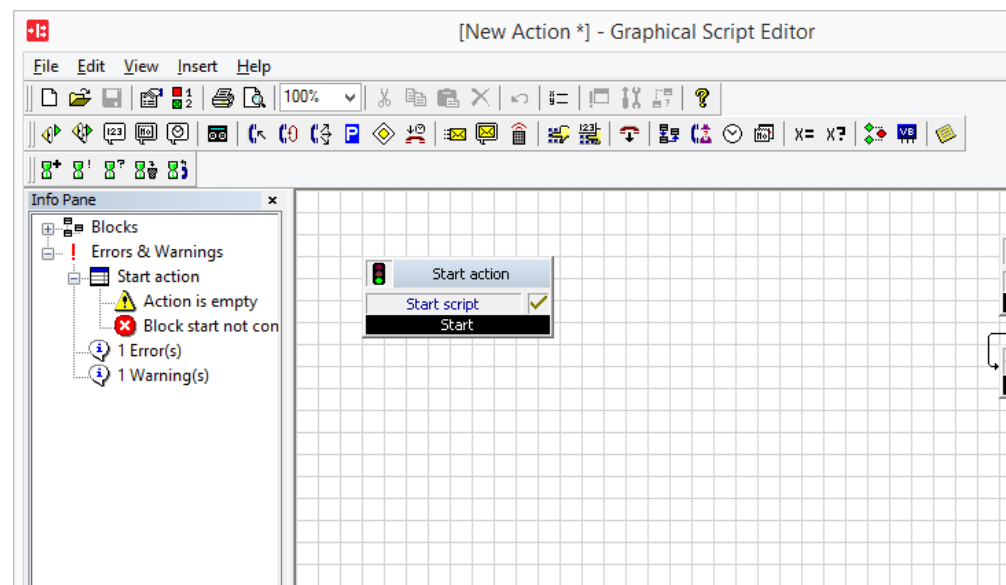 [New Action *] - Graphical Script Editor
File Edit View Insert Help
100%
Info Pane
Blocks
Errors & Warnings
Start action
Action is empty
Block start not con
1 Error(s)
1 Warning(s)
Start action
Start script
Start